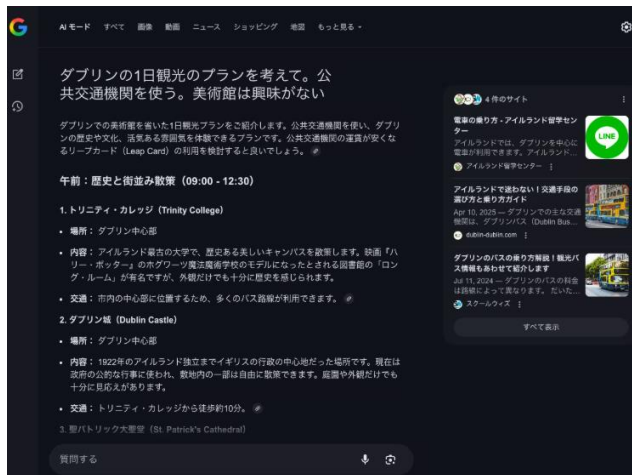 AI モード すべて 画像 動画 ニュース ショッピング 地図 もっと見る
ダブリンの1日観光のプランを考えて。公
共交通機関を使う。美術館は興味がない
ダブリンでの美術館を省いた1日観光プランをご紹介します。公共交通機関を使い、ダブリ
ンの歴史や文化、活気ある雰囲気を体験できるプランです。公共交通機関の運賃が安くな
るリープカード（Leap Card）の利用を検討すると良いでしょう。
午前：歴史と街並み散策（09:00 - 12:30）
1. トリニティ・カレッジ（Trinity College）
• 場所： ダブリン中心部
• 内容： アイルランド最古の大学で、歴史ある美しいキャンパスを散策します。映画『ハ
リー・ポッター』のホグワーツ魔法魔術学校のモデルになったとされる図書館の「ロン
グ・ルーム」が有名ですが、外観だけでも十分に歴史を感じられます。
• 交通： 市内の中心部に位置するため、多くのバス路線が利用できます。
2. ダブリン城（Dublin Castle）
• 場所： ダブリン中心部
• 内容： 1922年のアイルランド独立までイギリスの行政の中心地だった場所です。現在は
政府の公的な行事に使われ、敷地内の一部は自由に散策できます。庭園や外観だけでも
十分に見応えがあります。
• 交通： トリニティ・カレッジから徒歩約10分。
3. 聖パトリック大聖堂（St. Patrick's Cathedral）
質問する
4 件のサイト
電車の乗り方 - アイルランド留学セン
ター
アイルランドでは、ダブリンを中心に
電車が利用できます。アイルランド...
アイルランド留学センター
LINE
アイルランドで迷わない！交通手段の
選び方と乗り方ガイド
Apr 10, 2025 — ダブリンでの主な交通
機関は、ダブリンバス（Dublin Bus...
dublin-dublin.com
ダブリンのバスの乗り方解説！観光バ
ス情報もあわせて紹介します
Jul 11, 2024 — ダブリンのバスの料金
は路線によって異なります。 だいた...
スクールウィズ
すべて表示